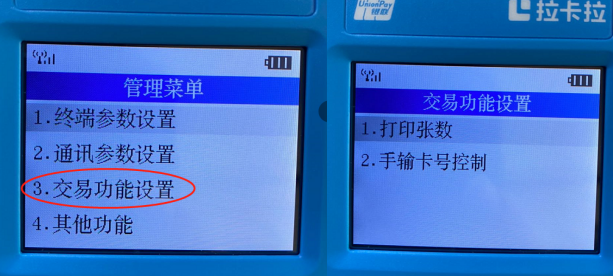 管理菜单
1.终端参数设置
2.通讯参数设置
3.交易功能设置
4.其他功能
UnionPay
银联
拉卡拉
交易功能设置
1.打印张数
2.手输卡号控制